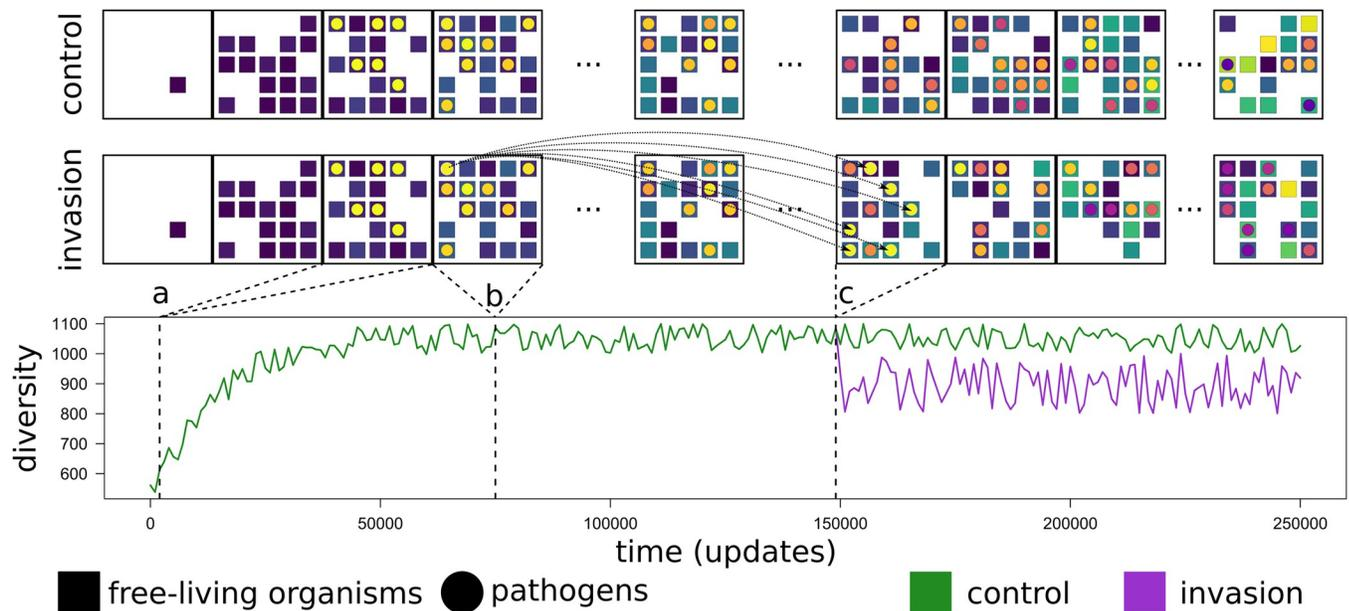 control
... ... ...
invasion
... ... ...
a b c
diversity
1100
1000
900
800
700
600
0 50000 100000 150000 200000 250000
time (updates)
free-living organisms pathogens control invasion